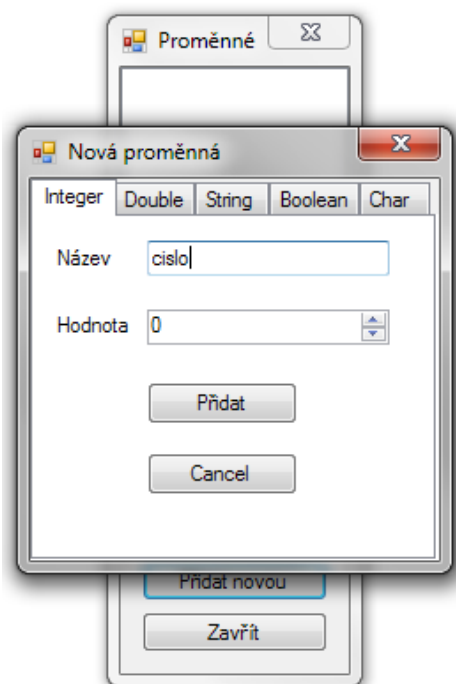 Proměnné
Nová proměnná
Integer Double String Boolean Char
Název cislo
Hodnota 0
Přidat
Cancel
Přidat novou
Zavřít